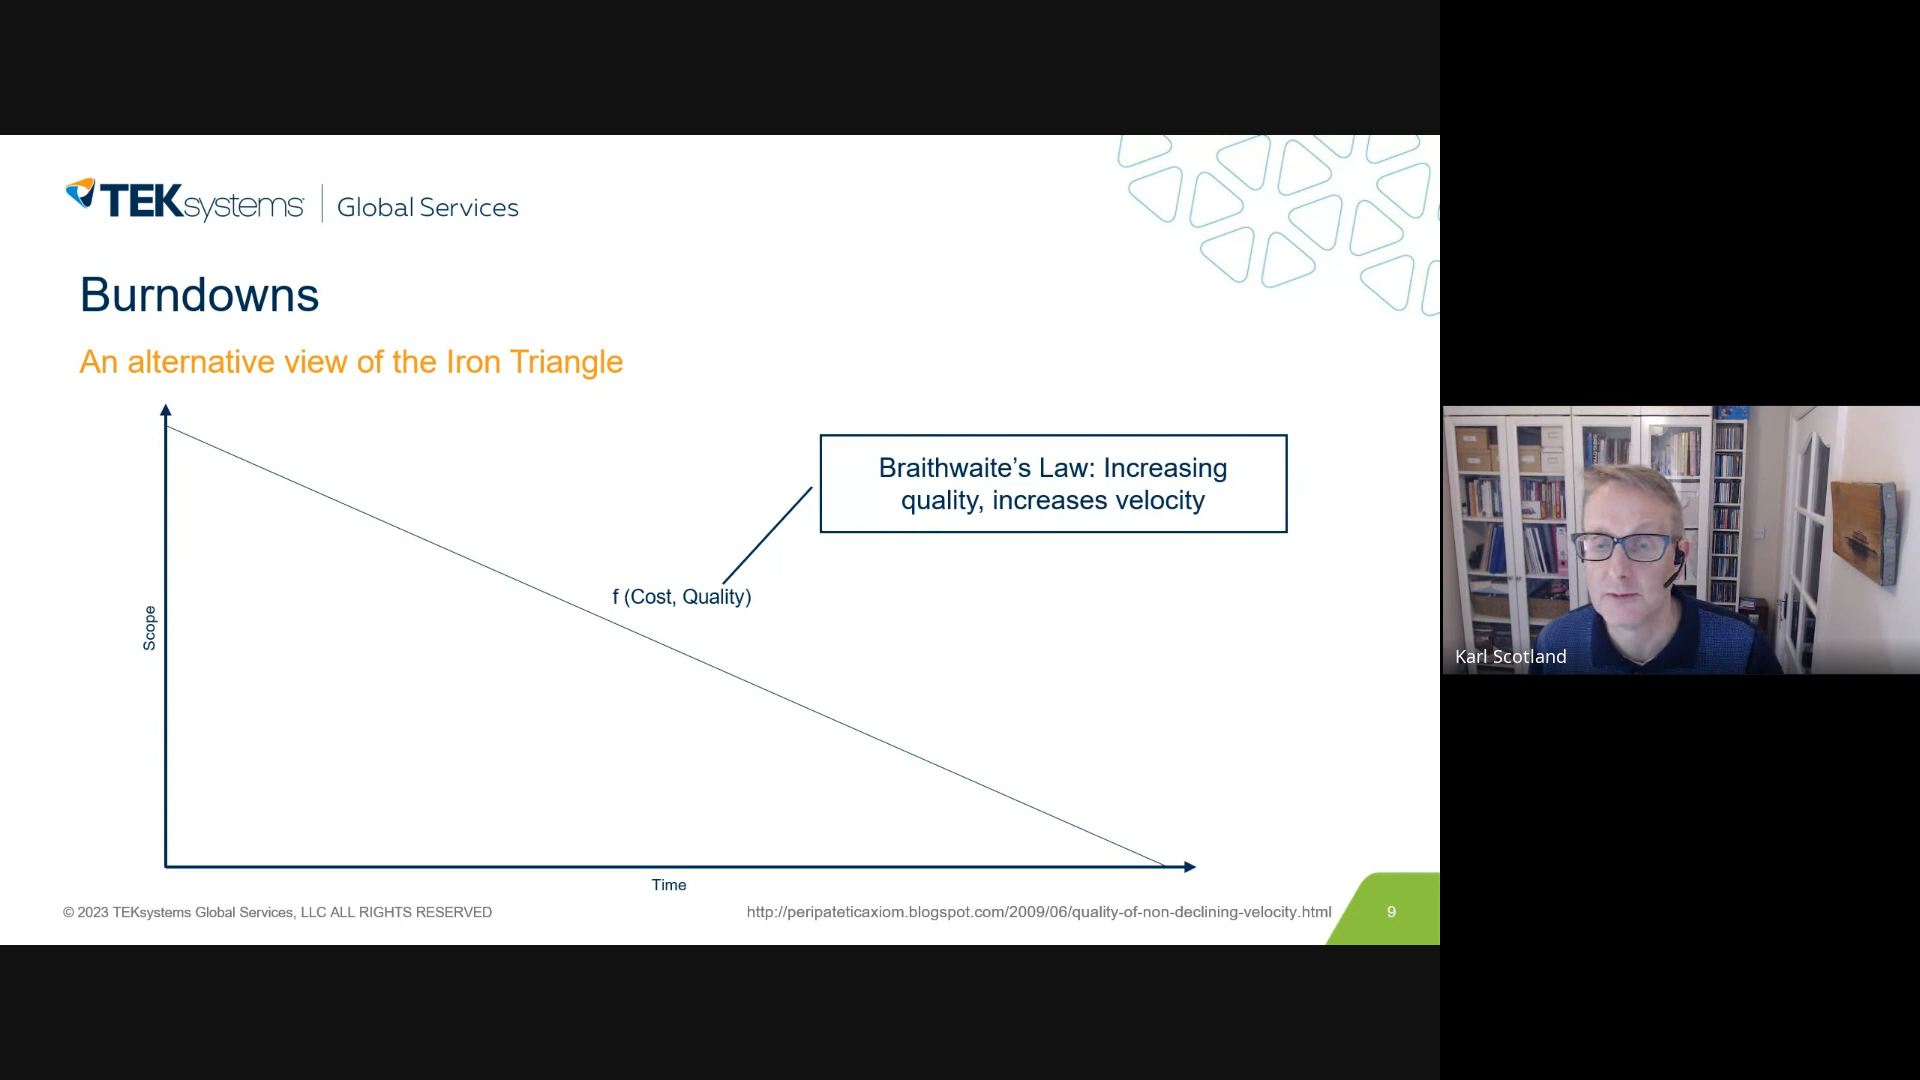 TEKsystems Global Services
Burndowns
An alternative view of the Iron Triangle
Braithwaite’s Law: Increasing
quality, increases velocity
f (Cost, Quality)
Scope
Karl Scotland
Time
© 2023 TEKsystems Global Services, LLC ALL RIGHTS RESERVED
http://peripateticaxiom.blogspot.com/2009/06/quality-of-non-declining-velocity.html
9